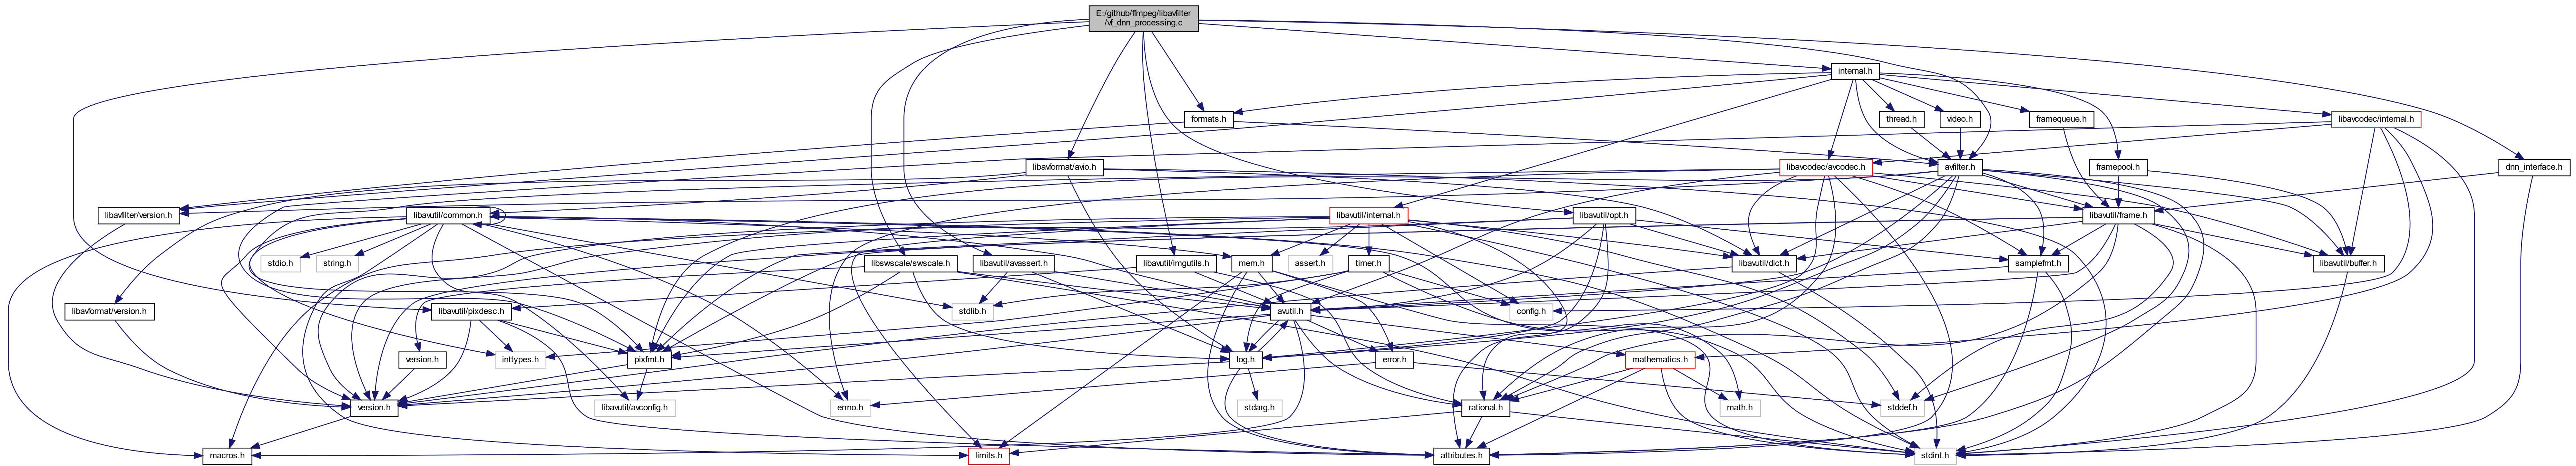 E:/github/ffmpeg/libavfilter
/vf_dnn_processing.c
internal.h
formats.h
thread.h
video.h
framequeue.h
libavcodec/internal.h
libavformat/avio.h
libavcodec/avcodec.h
avfilter.h
framepool.h
dnn_interface.h
libavfilter/version.h
libavutil/common.h
libavutil/internal.h
libavutil/opt.h
libavutil/frame.h
stdio.h
string.h
libswscale/swscale.h
libavutil/avassert.h
libavutil/imgutils.h
mem.h
assert.h
timer.h
libavutil/dict.h
samplefmt.h
libavutil/buffer.h
libavformat/version.h
libavutil/pixdesc.h
stdlib.h
avutil.h
config.h
version.h
inttypes.h
pixfmt.h
log.h
error.h
mathematics.h
version.h
libavutil/avconfig.h
errno.h
stdarg.h
rational.h
math.h
stddef.h
macros.h
limits.h
attributes.h
stdint.h